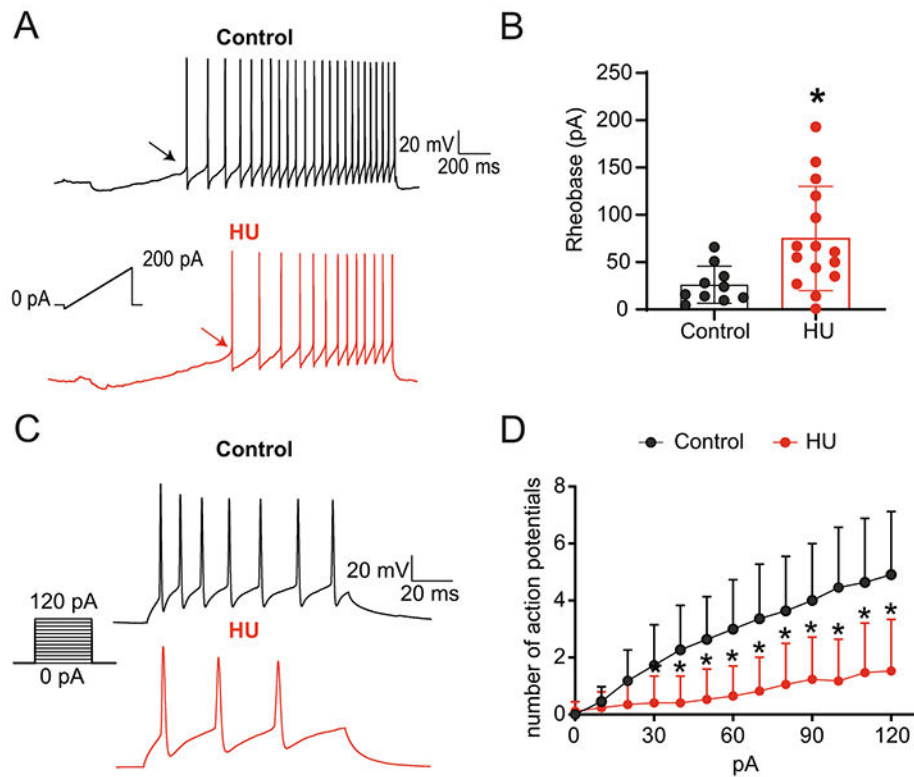 A
Control
20 mV
200 ms
HU
200 pA
0 pA
B
250
200
150
100
50
0
Rheobase (pA)
*
Control
HU
C
Control
20 mV
20 ms
120 pA
0 pA
HU
D
Control
HU
number of action potentials
8
6
4
2
0
* * * * * * * * * *
0 30 60 90 120
pA